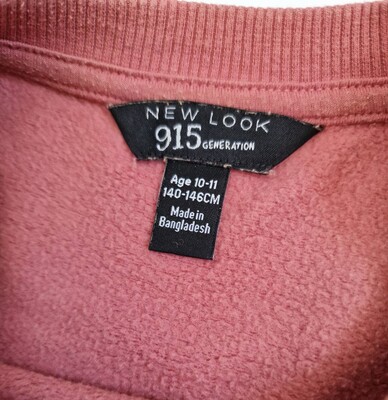 NEW LOOK
915 GENERATION
Age 10-11
140-146CM
Made in
Bangladesh